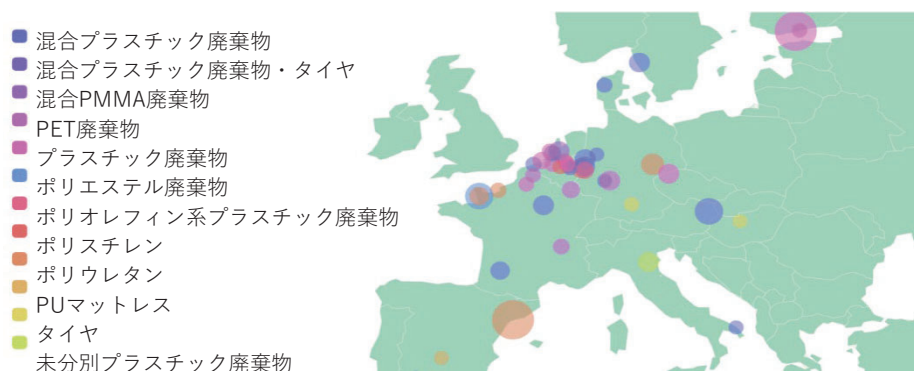 混合プラスチック廃棄物
混合プラスチック廃棄物・タイヤ
混合PMMA廃棄物
PET廃棄物
プラスチック廃棄物
ポリエステル廃棄物
ポリオレフィン系プラスチック廃棄物
ポリスチレン
ポリウレタン
PUマットレス
タイヤ
未分別プラスチック廃棄物